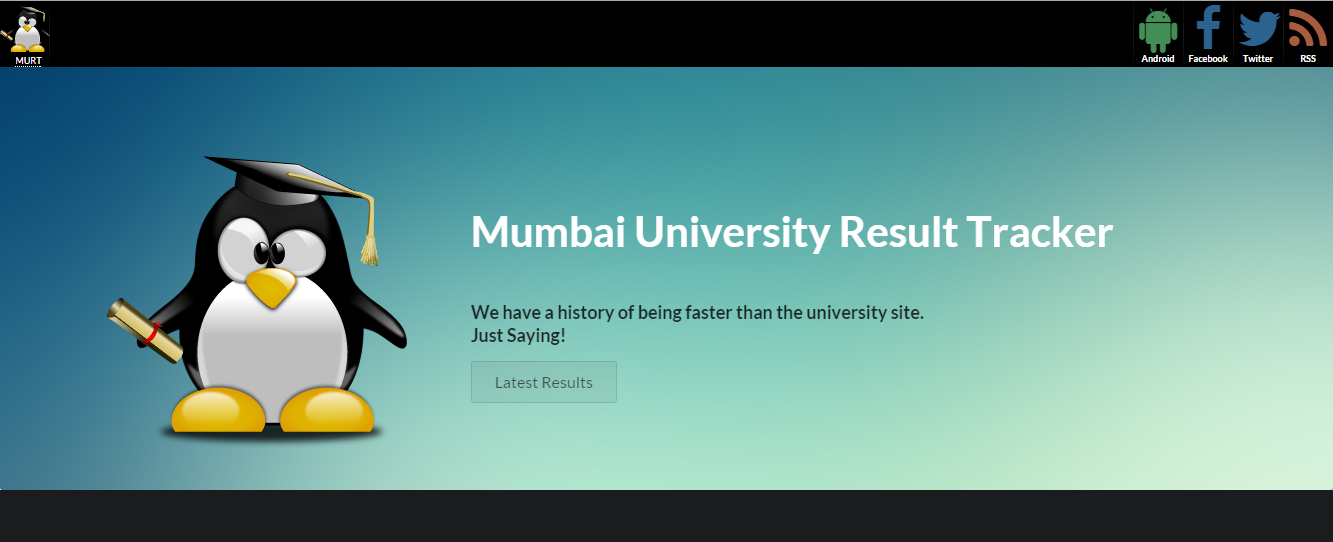 MURT
Android
Facebook
Twitter
RSS
Mumbai University Result Tracker
We have a history of being faster than the university site.
Just Saying!
Latest Results